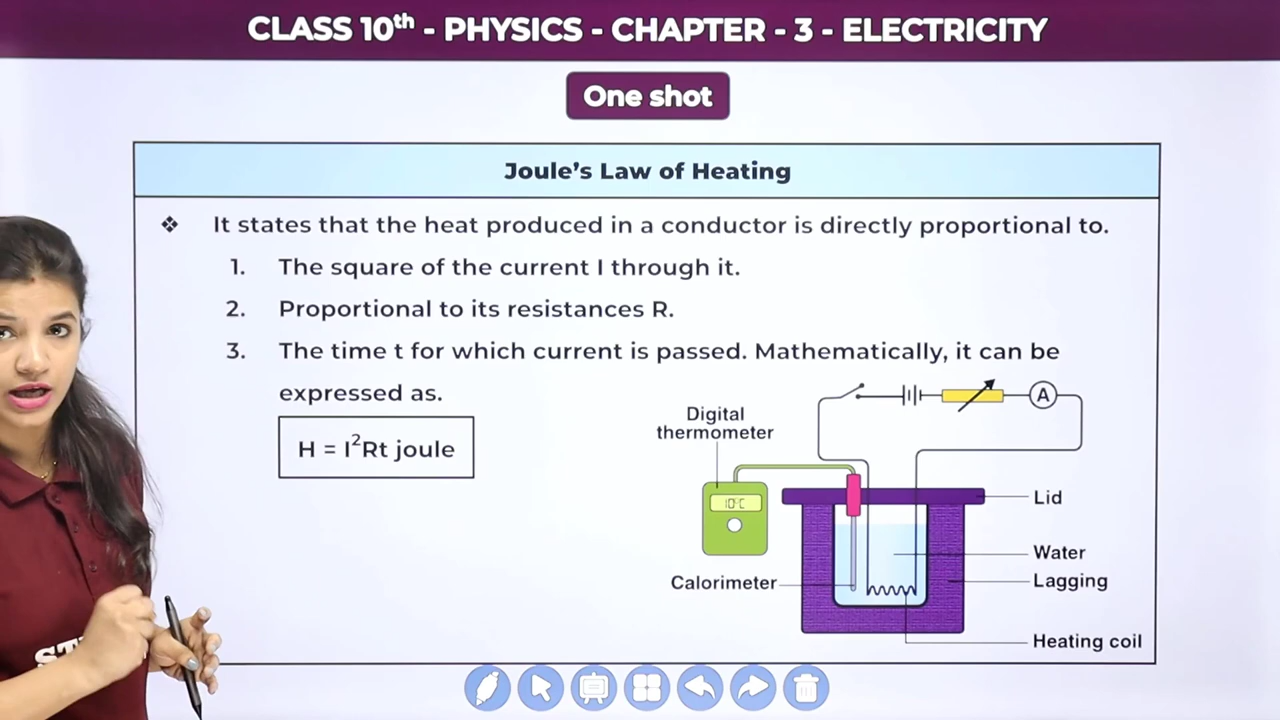 CLASS 10th - PHYSICS - CHAPTER - 3 - ELECTRICITY
One shot
Joule's Law of Heating
❖ It states that the heat produced in a conductor is directly proportional to.
1. The square of the current I through it.
2. Proportional to its resistances R.
3. The time t for which current is passed. Mathematically, it can be
expressed as.
H = I²Rt joule
Digital
thermometer
A
10°C
Lid
Water
Calorimeter
Lagging
Heating coil